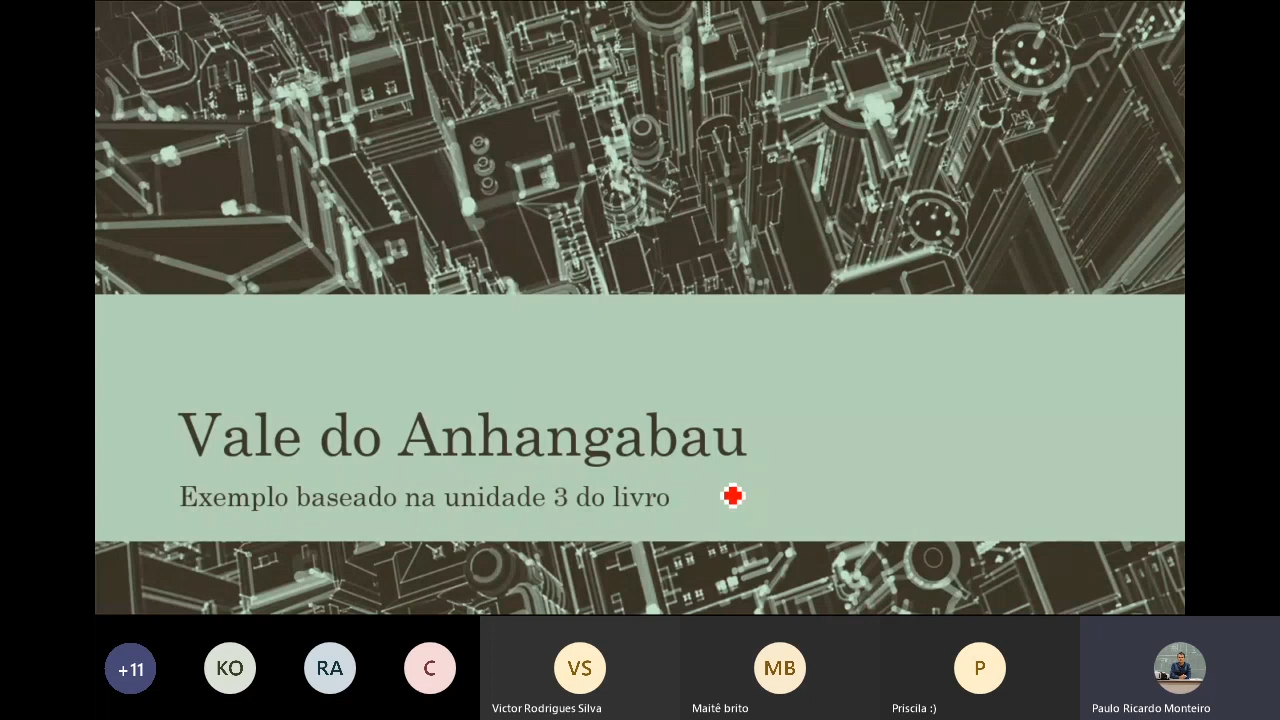 Vale do Anhangabau
Exemplo baseado na unidade 3 do livro
+11
KO
RA
C
VS
MB
P
Victor Rodrigues Silva
Maitê brito
Priscila :)
Paulo Ricardo Monteiro